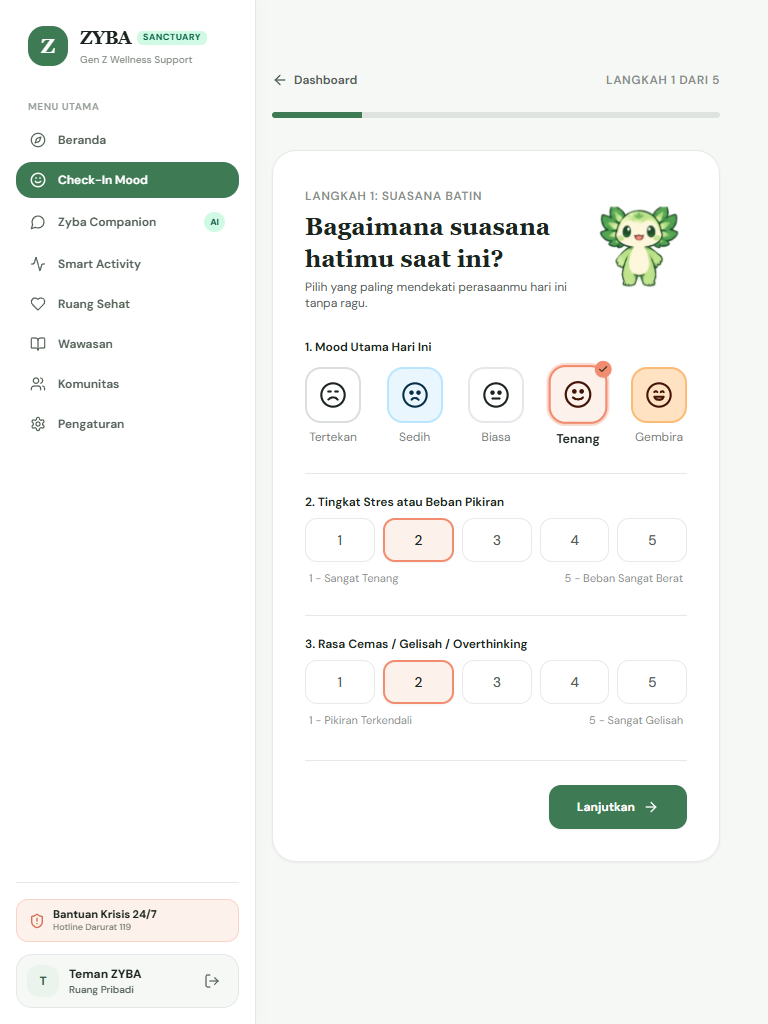 Z
ZYBA SANCTUARY
Gen Z Wellness Support
MENU UTAMA
Beranda
Check-In Mood
Zyba Companion AI
Smart Activity
Ruang Sehat
Wawasan
Komunitas
Pengaturan
Bantuan Krisis 24/7
Hotline Darurat 119
T
Teman ZYBA
Ruang Pribadi
Dashboard
LANGKAH 1 DARI 5
LANGKAH 1: SUASANA BATIN
Bagaimana suasana
hatimu saat ini?
Pilih yang paling mendekati perasaanmu hari ini
tanpa ragu.
1. Mood Utama Hari Ini
Tertekan Sedih Biasa Tenang Gembira
2. Tingkat Stres atau Beban Pikiran
1 2 3 4 5
1 - Sangat Tenang 5 - Beban Sangat Berat
3. Rasa Cemas / Gelisah / Overthinking
1 2 3 4 5
1 - Pikiran Terkendali 5 - Sangat Gelisah
Lanjutkan